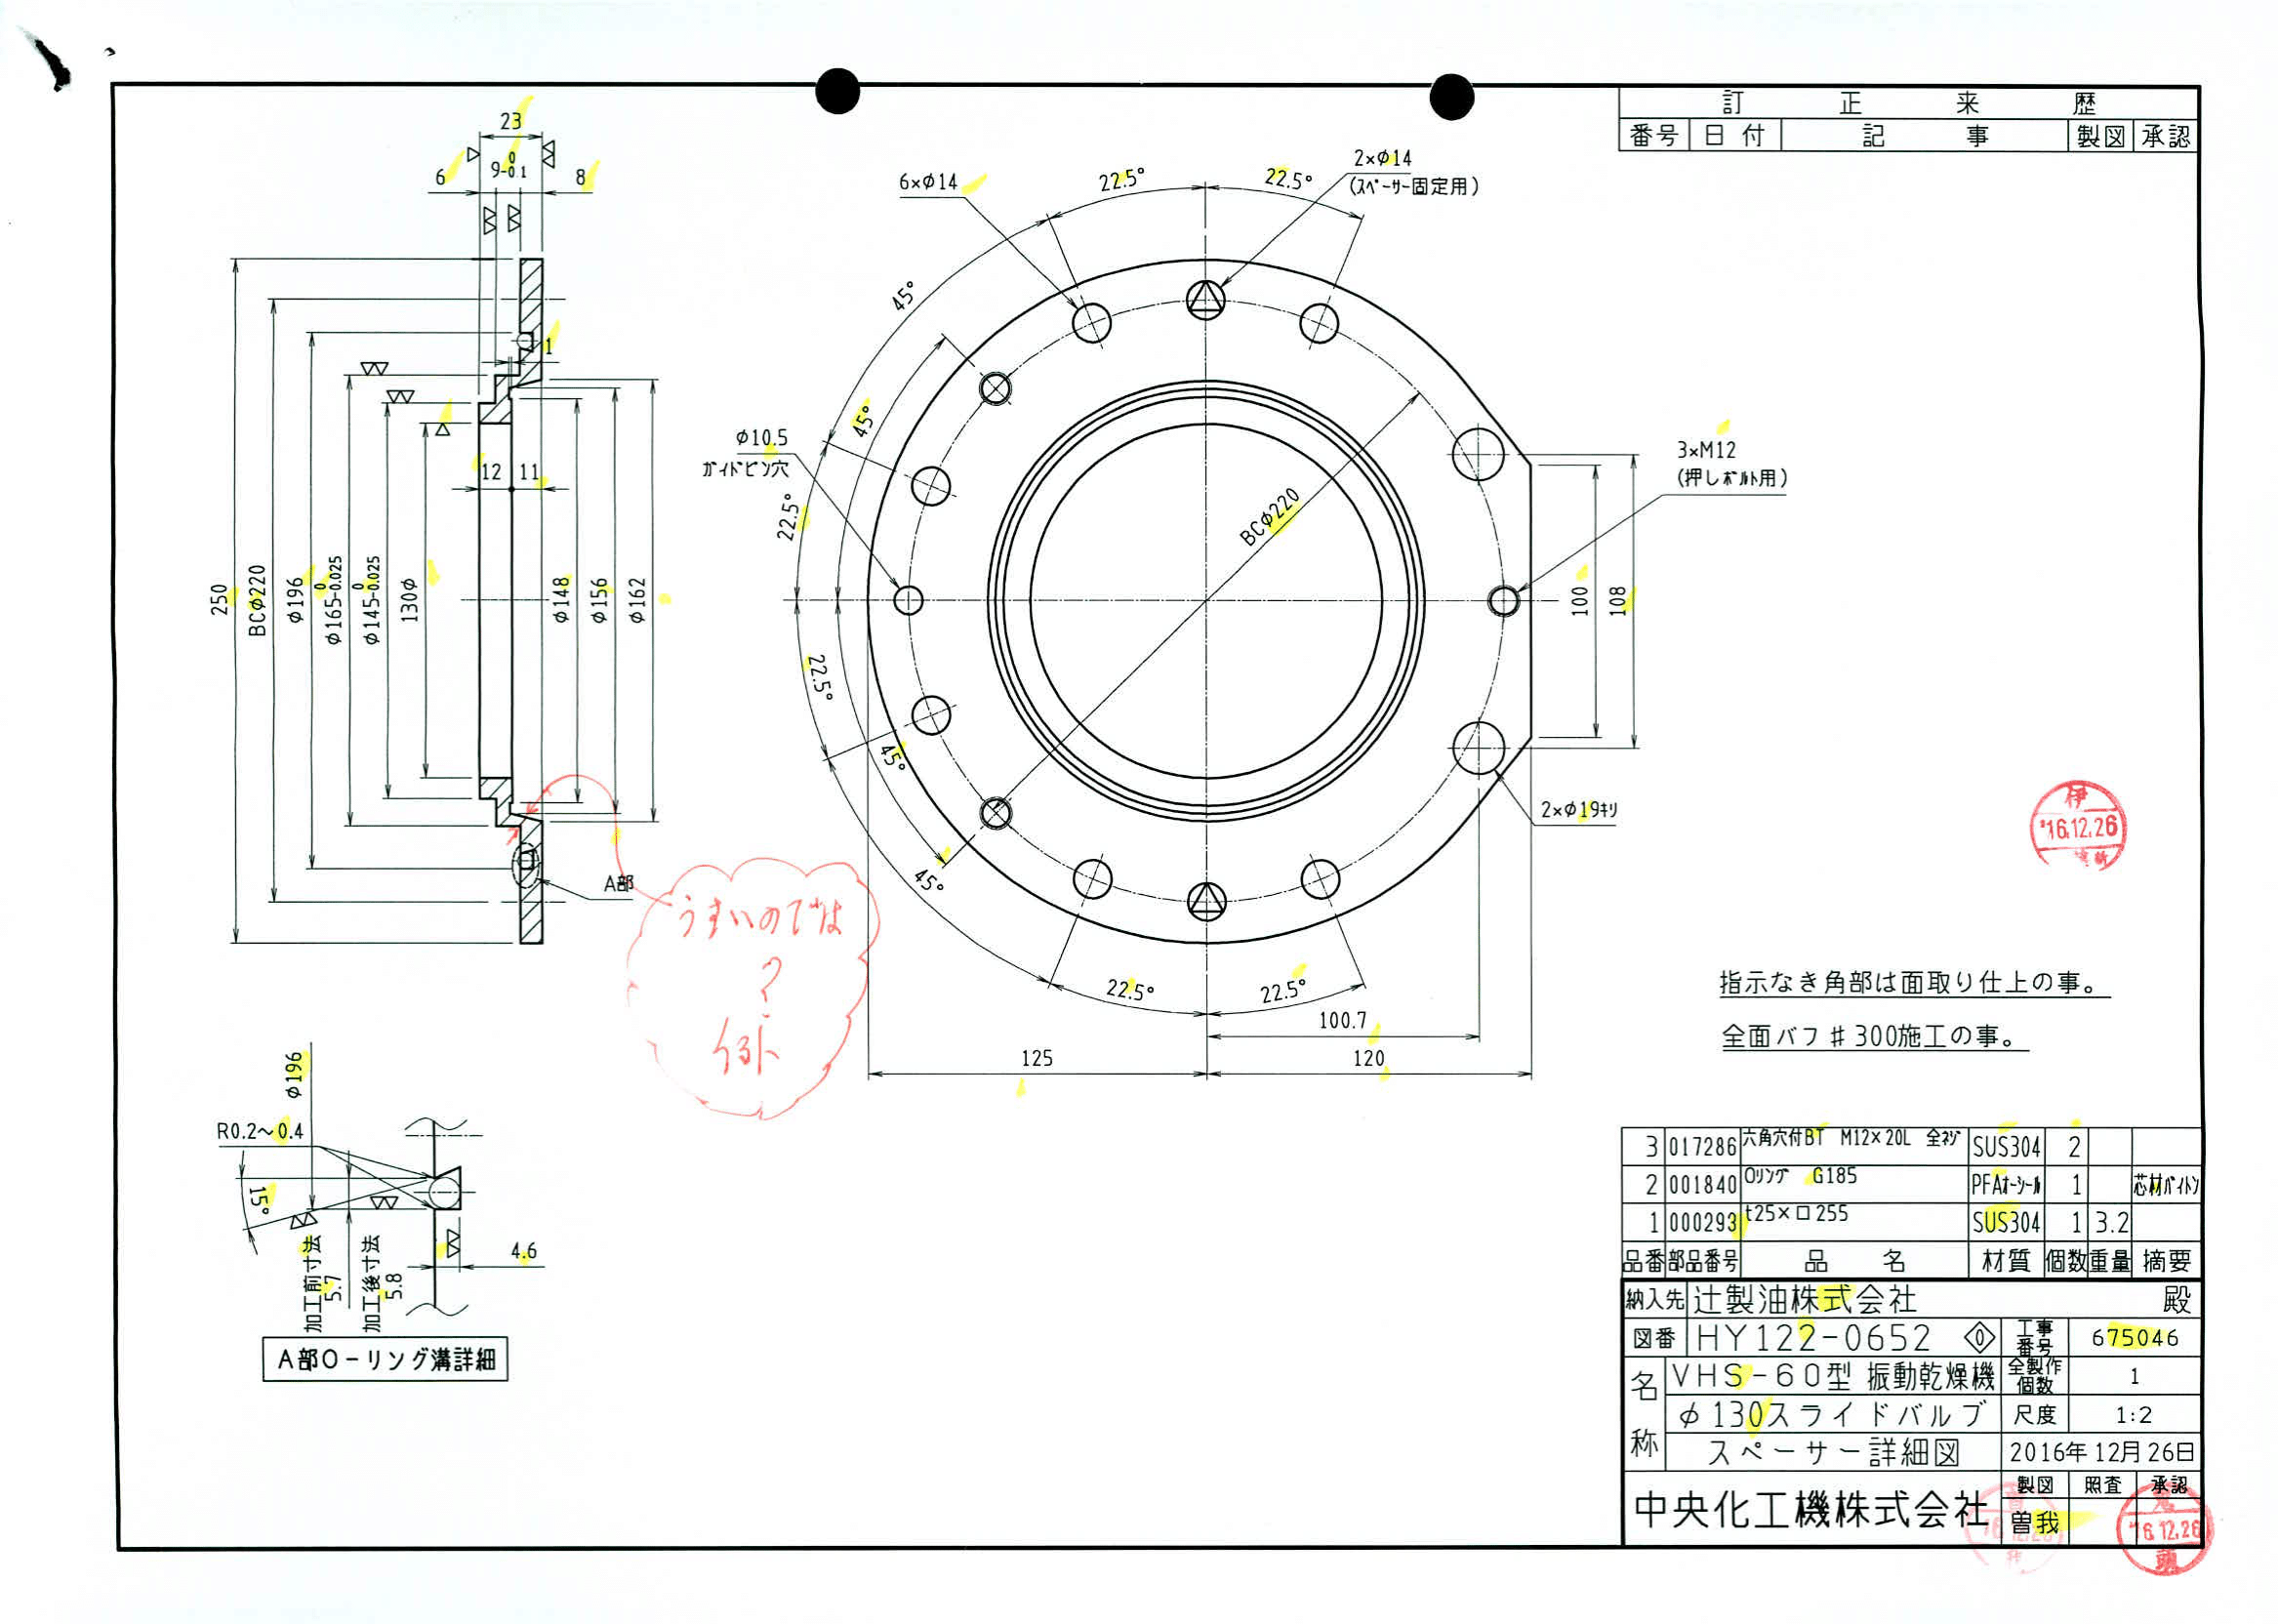 訂 正 来 歴
番号 日 付 記 事 製図 承認
23
6 9 0 -0.1 8
1
250
BCφ220
φ196
φ165 0 -0.025
φ145 0 -0.025
130φ
12 11
φ148
φ156
φ162
A部
うすいのでは
?
6×φ14
22.5°
22.5°
2×φ14
(スペーサー固定用)
45°
45°
φ10.5
ガイドピン穴
22.5°
22.5°
45°
45°
22.5°
22.5°
BCφ220
3×M12
(押しボルト用)
100
108
2×φ19キリ
100.7
125
120
'16.12.26
指示なき角部は面取り仕上の事。
全面バフ♯300施工の事。
φ196
R0.2~0.4
15°
加工前寸法
5.7
加工後寸法
5.8
4.6
A部O-リング溝詳細
3 017286 六角穴付BT M12×20L 全ネジ SUS304 2
2 001840 Oリング G185 PFAオーシール 1 芯材バイトン
1 000293 t25×□255 SUS304 1 3.2
品番 部品番号 品 名 材質 個数 重量 摘要
納入先 辻製油株式会社 殿
図番 HY122-0652 0 工事番号 675046
名称 VHS-60型 振動乾燥機 全製作個数 1
φ130スライドバルブ 尺度 1:2
スペーサー詳細図 2016年12月26日
中央化工機株式会社 製図 照査 承認
曽我
'16.12.26